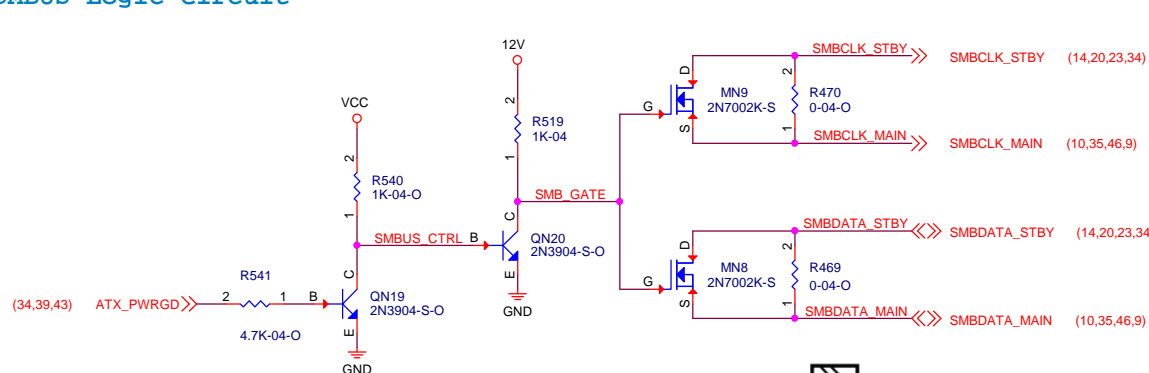 SMBus Logic Circuit
12V
SMBCLK_STBY
SMBCLK_STBY (14,20,23,34)
D
2
MN9
2N7002K-S
R470
0-04-O
VCC
2
R519
1K-04
G
S
1
SMBCLK_MAIN
SMBCLK_MAIN (10,35,46,9)
2
1
R540
1K-04-O
SMB_GATE
1
C
SMBDATA_STBY
SMBDATA_STBY (14,20,23,34
SMBUS_CTRL
B
QN20
2N3904-S-O
D
2
MN8
2N7002K-S
R469
0-04-O
E
C
G
S
1
R541
(34,39,43) ATX_PWRGD
2
1
B
QN19
2N3904-S-O
GND
SMBDATA_MAIN
SMBDATA_MAIN (10,35,46,9)
4.7K-04-O
E
GND